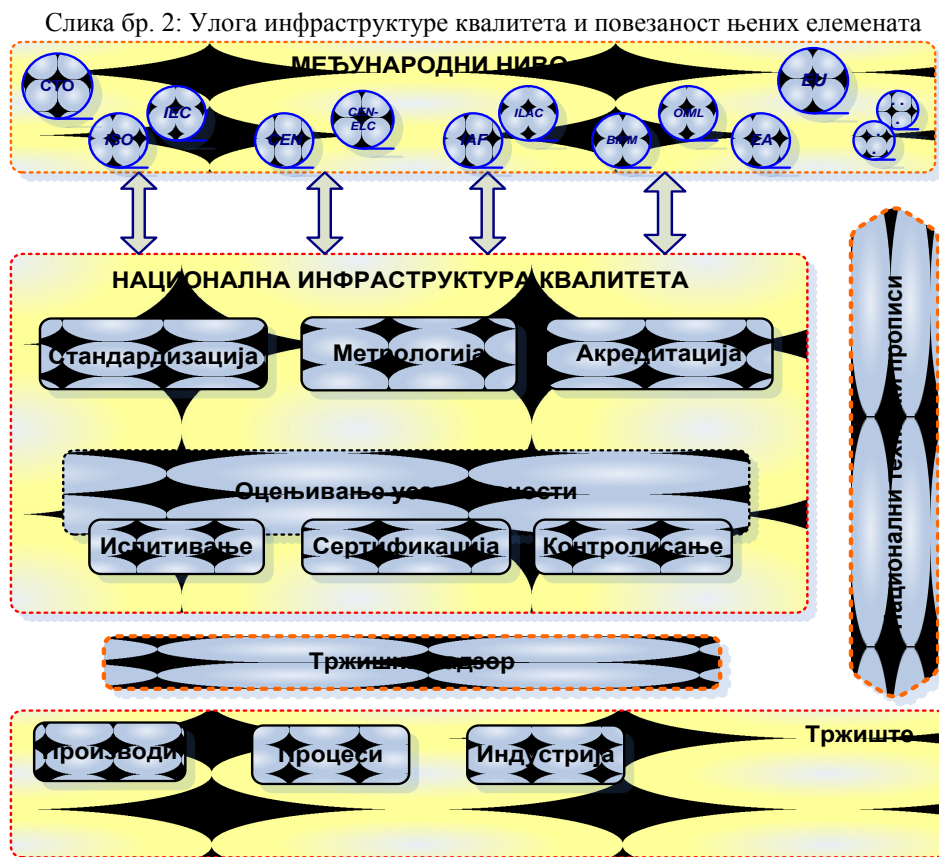 Слика бр. 2: Улога инфраструктуре квалитета и повезаност њених елемената
МЕЂУНАРОДНИ НИВО
СТО
IEC
ISO
CEN
CEN-
ELC
IAF
ILAC
BIPM
OIML
EA
EU
НАЦИОНАЛНА ИНФРАСТРУКТУРА КВАЛИТЕТА
Стандардизација
Метрологија
Акредитација
Оцењивање усаглашености
Испитивање
Сертификација
Контролисање
Национални технички прописи
Тржишни надзор
Тржиште
Производи
Процеси
Индустрија